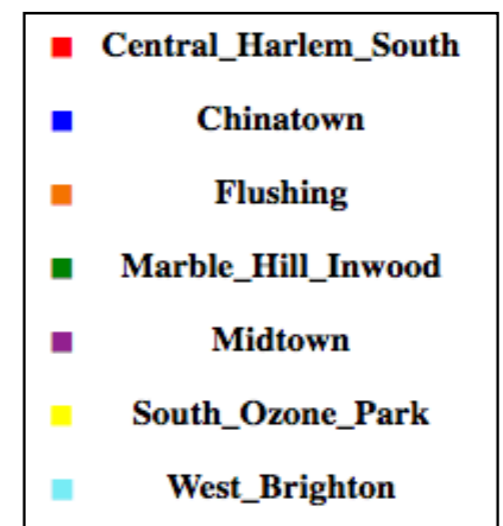 Central_Harlem_South
Chinatown
Flushing
Marble_Hill_Inwood
Midtown
South_Ozone_Park
West_Brighton